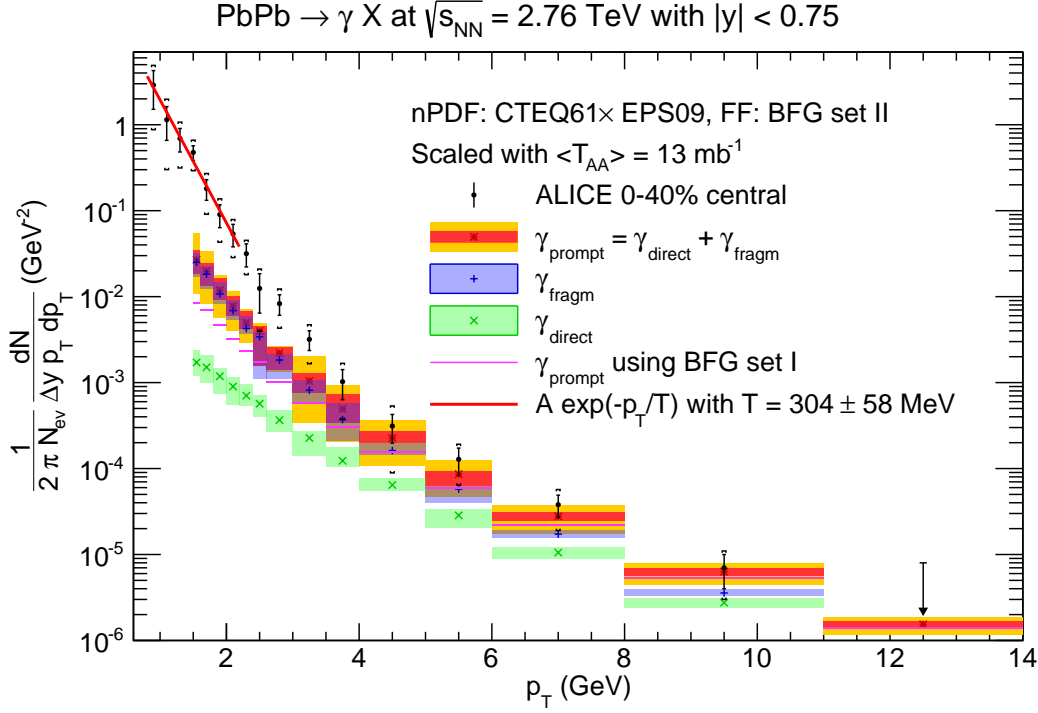 PbPb → γ X at √s_NN = 2.76 TeV with |y| < 0.75
nPDF: CTEQ61× EPS09, FF: BFG set II
Scaled with <T_AA> = 13 mb^-1
ALICE 0-40% central
γ_prompt = γ_direct + γ_fragm
γ_fragm
γ_direct
γ_prompt using BFG set I
A exp(-p_T/T) with T = 304 ± 58 MeV
1/(2 π N_ev) dN/(Δy p_T dp_T) (GeV^-2)
1
10^-1
10^-2
10^-3
10^-4
10^-5
10^-6
2 4 6 8 10 12 14
p_T (GeV)